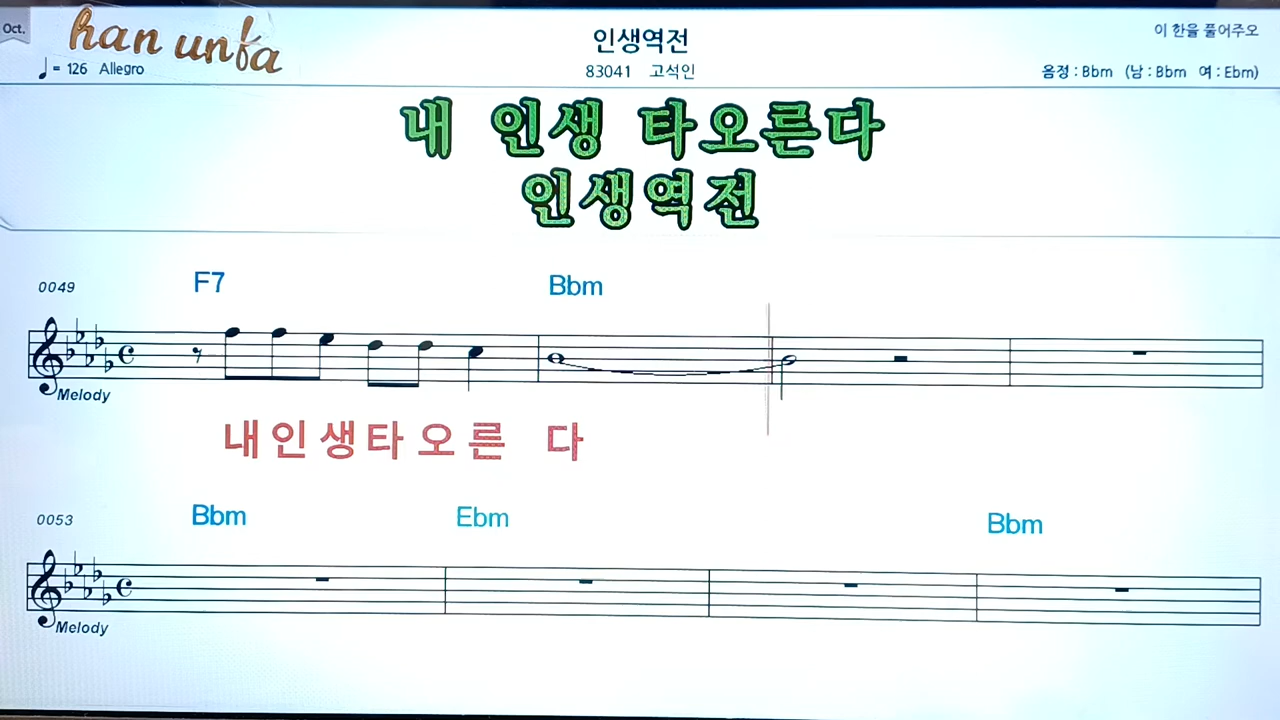 Oct.
han unfa
인생역전
이 한을 풀어주오
♩= 126 Allegro
83041 고석인
음정 : Bbm (남 : Bbm 여 : Ebm)
내 인생 타오른다
인생역전
0049
F7 Bbm
Melody
내인생타오른 다
0053
Bbm Ebm Bbm
Melody